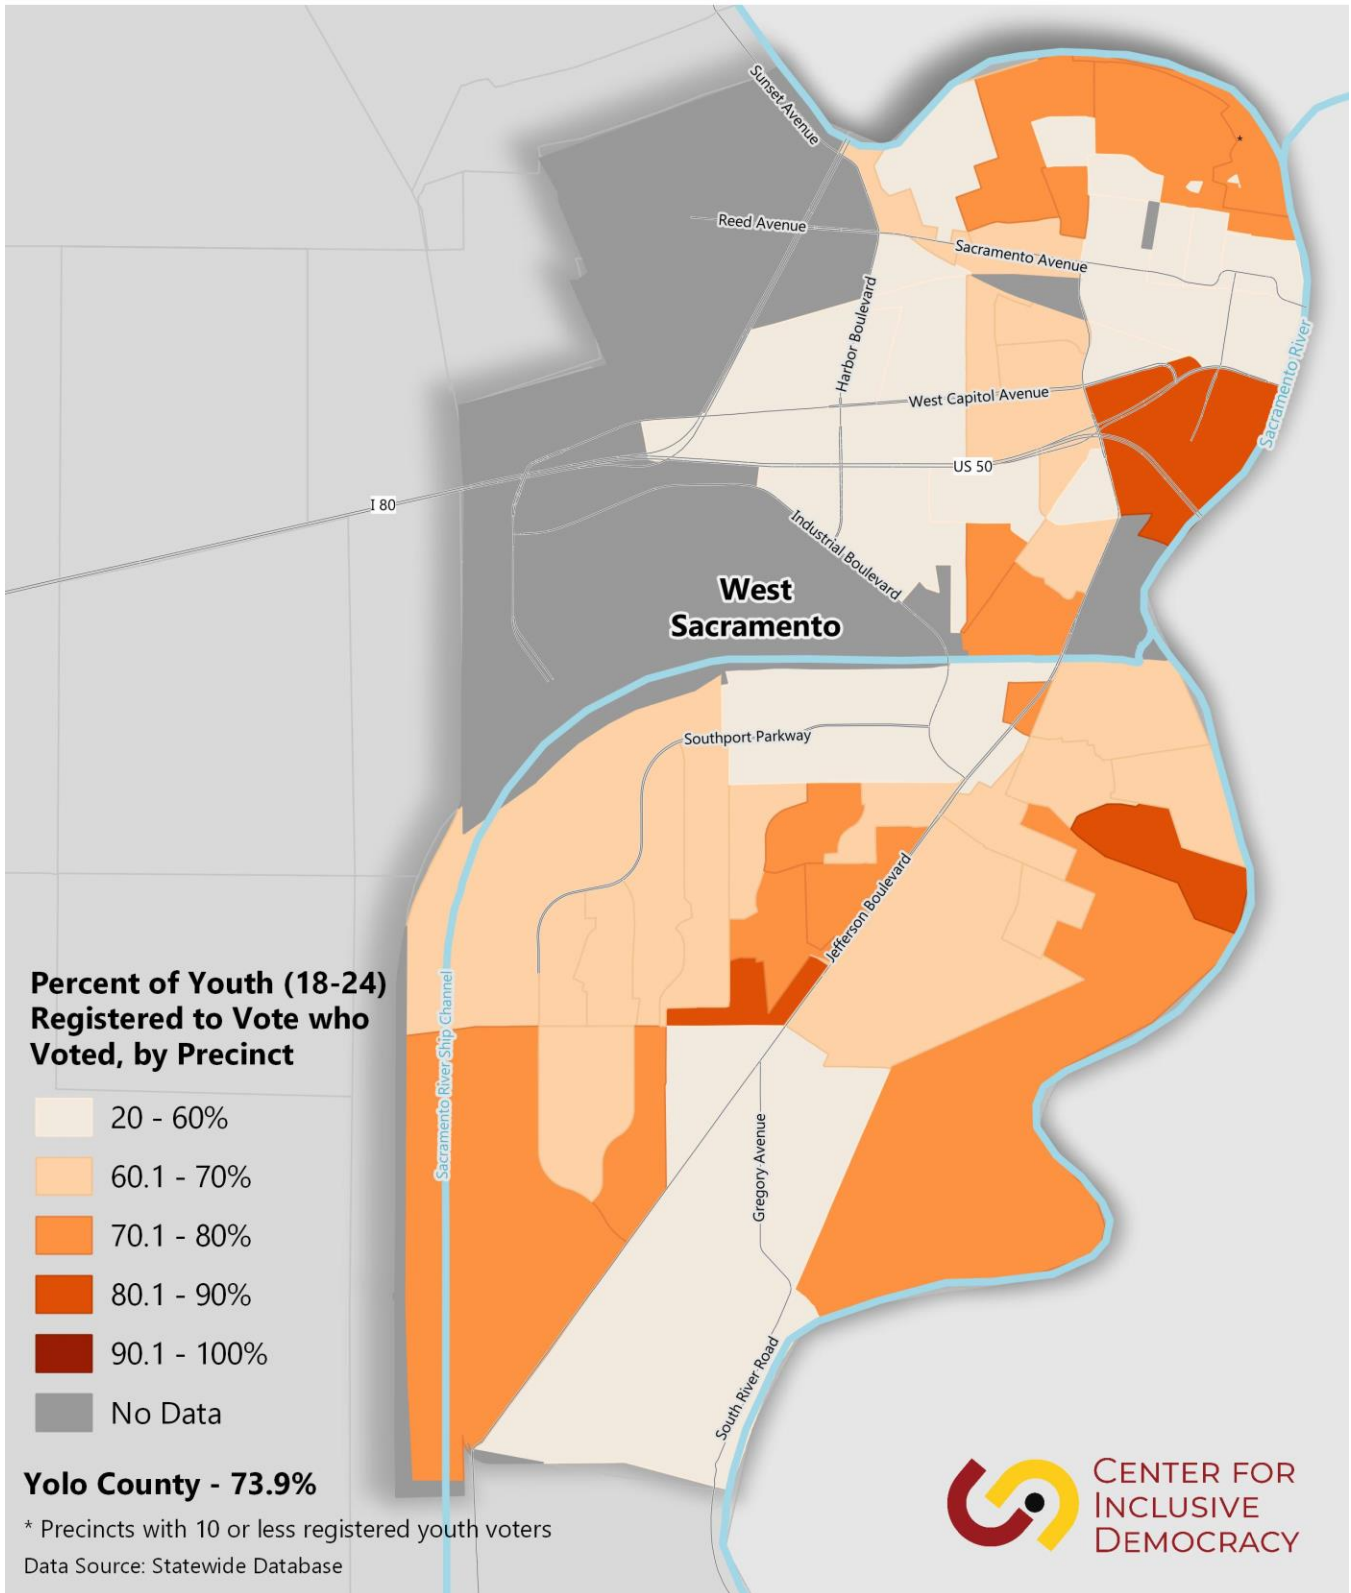 Sunset Avenue
Reed Avenue
Sacramento Avenue
Harbor Boulevard
Sacramento River
West Capitol Avenue
US 50
I 80
Industrial Boulevard
West
Sacramento
Southport Parkway
Jefferson Boulevard
Sacramento River Ship Channel
Gregory Avenue
South River Road
*
Percent of Youth (18-24)
Registered to Vote who
Voted, by Precinct
20 - 60%
60.1 - 70%
70.1 - 80%
80.1 - 90%
90.1 - 100%
No Data
Yolo County - 73.9%
* Precincts with 10 or less registered youth voters
Data Source: Statewide Database
CENTER FOR
INCLUSIVE
DEMOCRACY